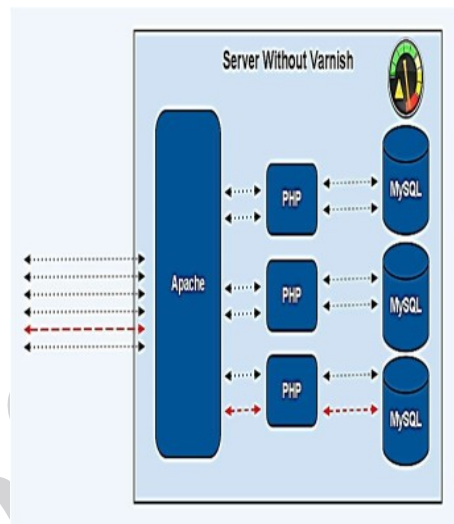 Server Without Varnish
Apache
PHP
MySQL
PHP
MySQL
PHP
MySQL